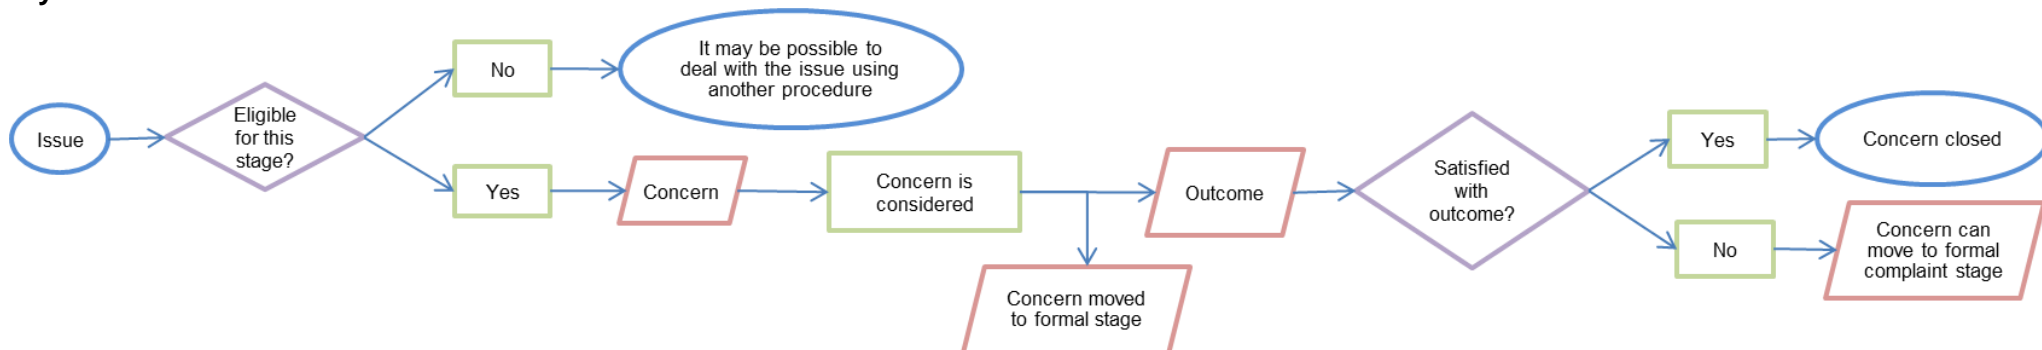 Issue
Eligible
for this
stage?
No
It may be possible to
deal with the issue using
another procedure
Yes
Concern
Concern is
considered
Concern moved
to formal stage
Outcome
Satisfied
with
outcome?
Yes
Concern closed
No
Concern can
move to formal
complaint stage